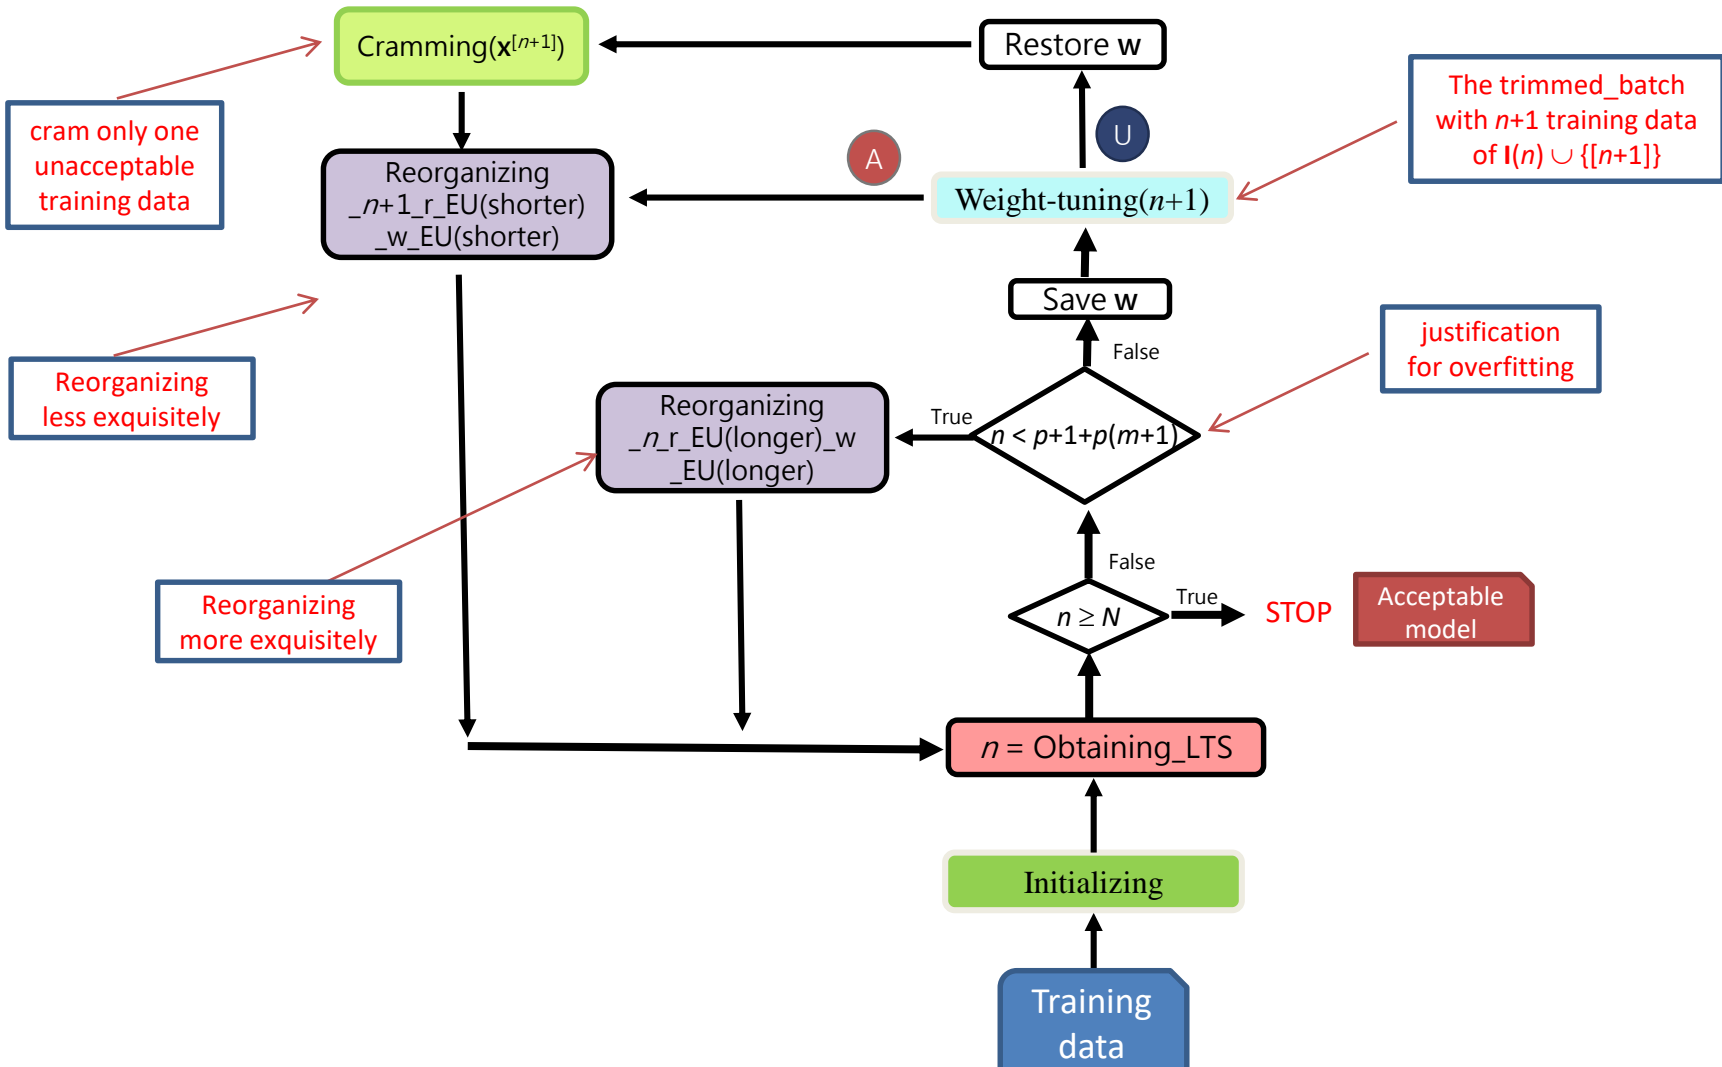 Cramming(x^[n+1])
Restore w
The trimmed_batch
with n+1 training data
of I(n) ∪ {[n+1]}
cram only one
unacceptable
training data
U
A
Reorganizing
_n+1_r_EU(shorter)
_w_EU(shorter)
Weight-tuning(n+1)
Save w
False
justification
for overfitting
Reorganizing
less exquisitely
Reorganizing
_n_r_EU(longer)_w
_EU(longer)
True
n < p+1+p(m+1)
False
Reorganizing
more exquisitely
n ≥ N
True
STOP
Acceptable
model
n = Obtaining_LTS
Initializing
Training
data